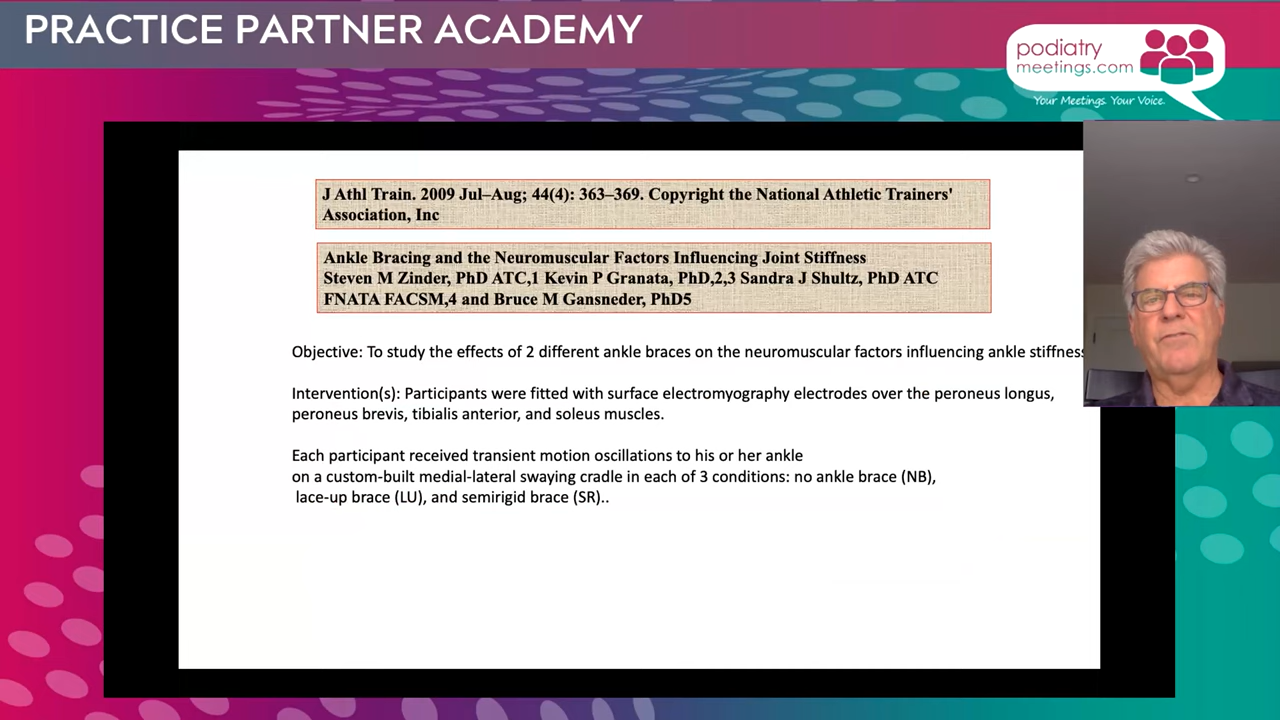 PRACTICE PARTNER ACADEMY
podiatry
meetings.com
Your Meetings. Your Voice.
J Athl Train. 2009 Jul–Aug; 44(4): 363–369. Copyright the National Athletic Trainers'
Association, Inc
Ankle Bracing and the Neuromuscular Factors Influencing Joint Stiffness
Steven M Zinder, PhD ATC,1 Kevin P Granata, PhD,2,3 Sandra J Shultz, PhD ATC
FNATA FACSM,4 and Bruce M Gansneder, PhD5
Objective: To study the effects of 2 different ankle braces on the neuromuscular factors influencing ankle stiffness
Intervention(s): Participants were fitted with surface electromyography electrodes over the peroneus longus,
peroneus brevis, tibialis anterior, and soleus muscles.
Each participant received transient motion oscillations to his or her ankle
on a custom-built medial-lateral swaying cradle in each of 3 conditions: no ankle brace (NB),
lace-up brace (LU), and semirigid brace (SR)..